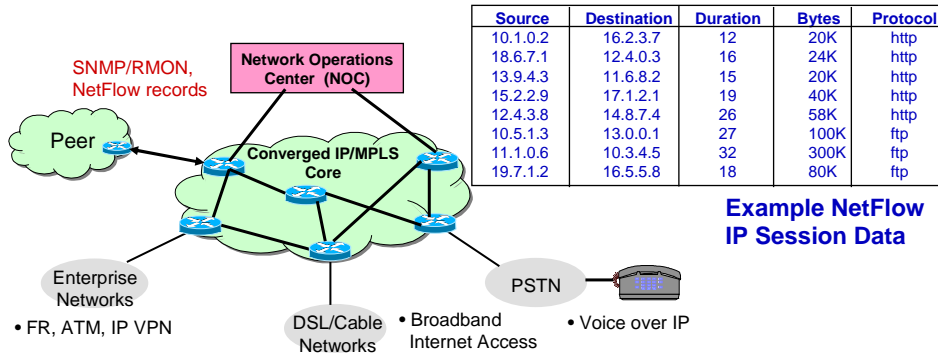 Source Destination Duration Bytes Protocol
10.1.0.2 16.2.3.7 12 20K http
18.6.7.1 12.4.0.3 16 24K http
13.9.4.3 11.6.8.2 15 20K http
15.2.2.9 17.1.2.1 19 40K http
12.4.3.8 14.8.7.4 26 58K http
10.5.1.3 13.0.0.1 27 100K ftp
11.1.0.6 10.3.4.5 32 300K ftp
19.7.1.2 16.5.5.8 18 80K ftp
Example NetFlow
IP Session Data
Network Operations
Center (NOC)
SNMP/RMON,
NetFlow records
Peer
Converged IP/MPLS
Core
Enterprise
Networks
• FR, ATM, IP VPN
DSL/Cable
Networks
• Broadband
Internet Access
PSTN
• Voice over IP